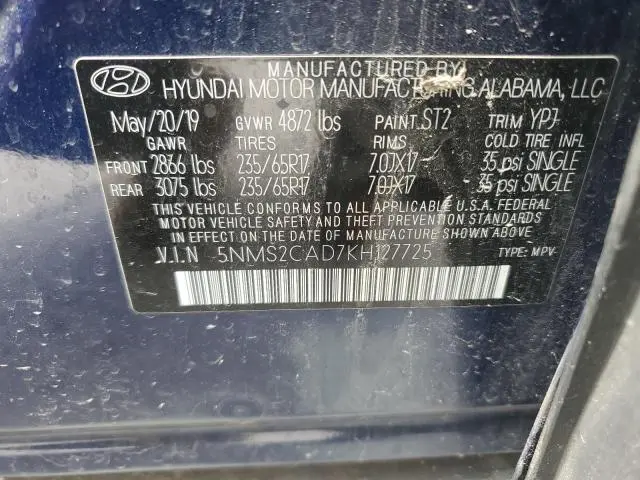 MANUFACTURED BY
HYUNDAI MOTOR MANUFACTURING ALABAMA, LLC
May/20/19 GVWR 4872 lbs PAINT ST2 TRIM YPJ
GAWR TIRES RIMS COLD TIRE INFL
FRONT 2866 lbs 235/65R17 7.0JX17 35 psi SINGLE
REAR 3075 lbs 235/65R17 7.0JX17 35 psi SINGLE
THIS VEHICLE CONFORMS TO ALL APPLICABLE U.S.A. FEDERAL
MOTOR VEHICLE SAFETY AND THEFT PREVENTION STANDARDS
IN EFFECT ON THE DATE OF MANUFACTURE SHOWN ABOVE.
V.I.N 5NMS2CAD7KH127725 TYPE: MPV